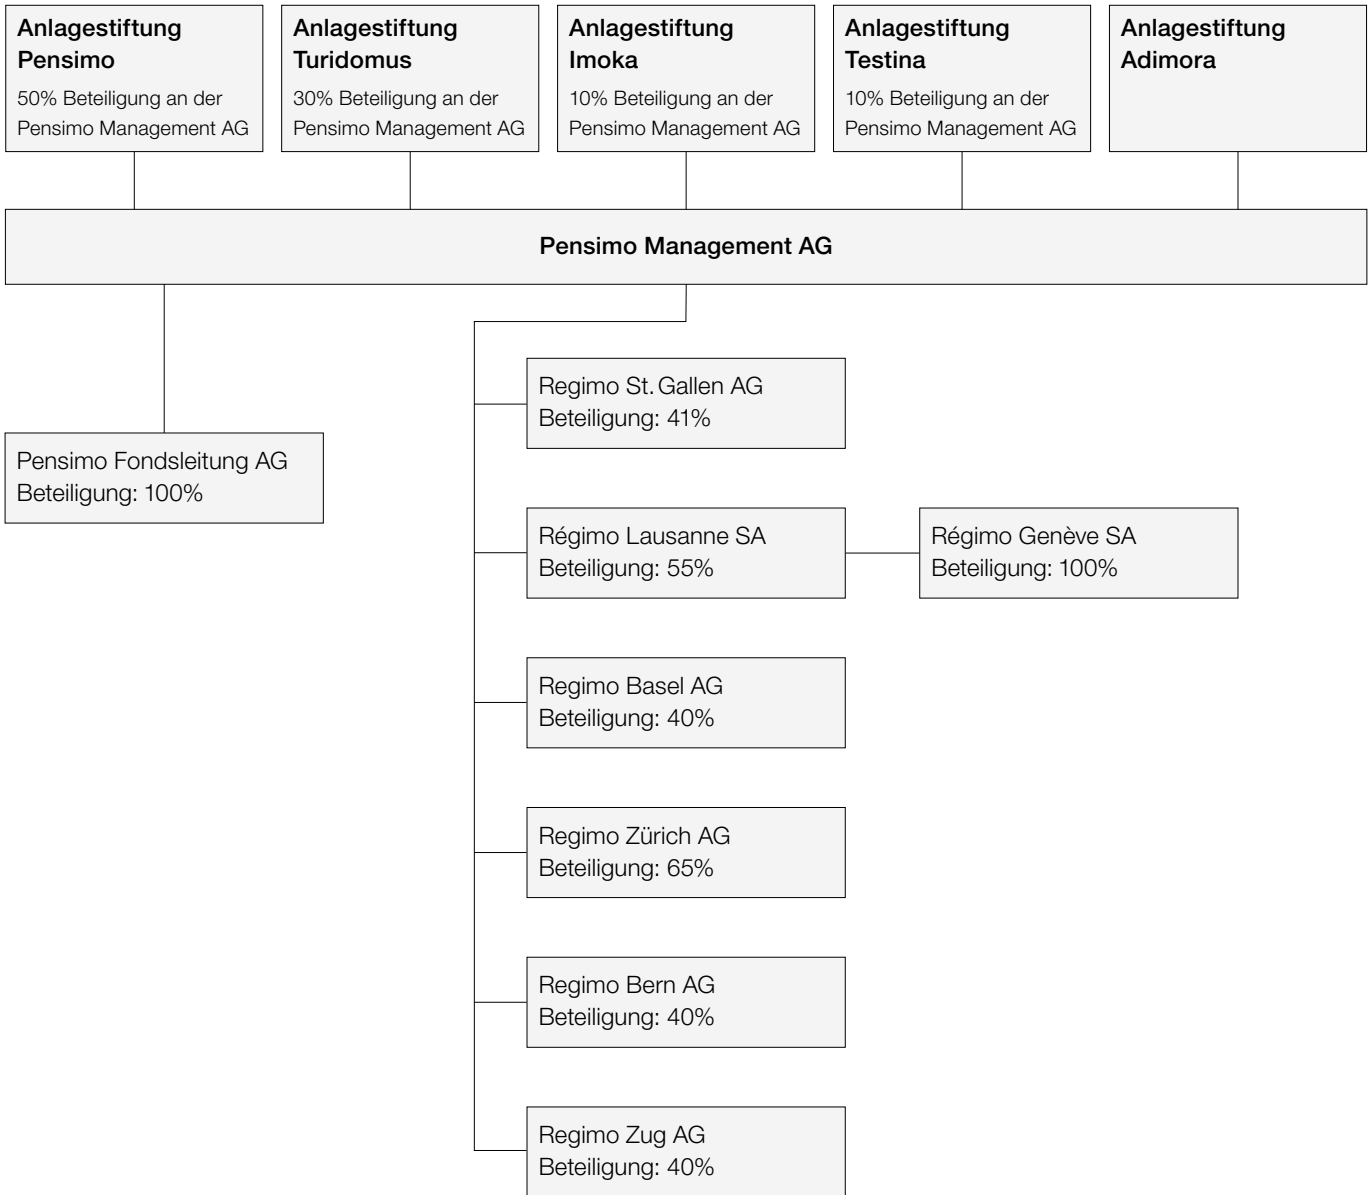 Anlagestiftung
Pensimo
50% Beteiligung an der
Pensimo Management AG
Anlagestiftung
Turidomus
30% Beteiligung an der
Pensimo Management AG
Anlagestiftung
Imoka
10% Beteiligung an der
Pensimo Management AG
Anlagestiftung
Testina
10% Beteiligung an der
Pensimo Management AG
Anlagestiftung
Adimora
Pensimo Management AG
Pensimo Fondsleitung AG
Beteiligung: 100%
Regimo St. Gallen AG
Beteiligung: 41%
Régimo Lausanne SA
Beteiligung: 55%
Régimo Genève SA
Beteiligung: 100%
Regimo Basel AG
Beteiligung: 40%
Regimo Zürich AG
Beteiligung: 65%
Regimo Bern AG
Beteiligung: 40%
Regimo Zug AG
Beteiligung: 40%